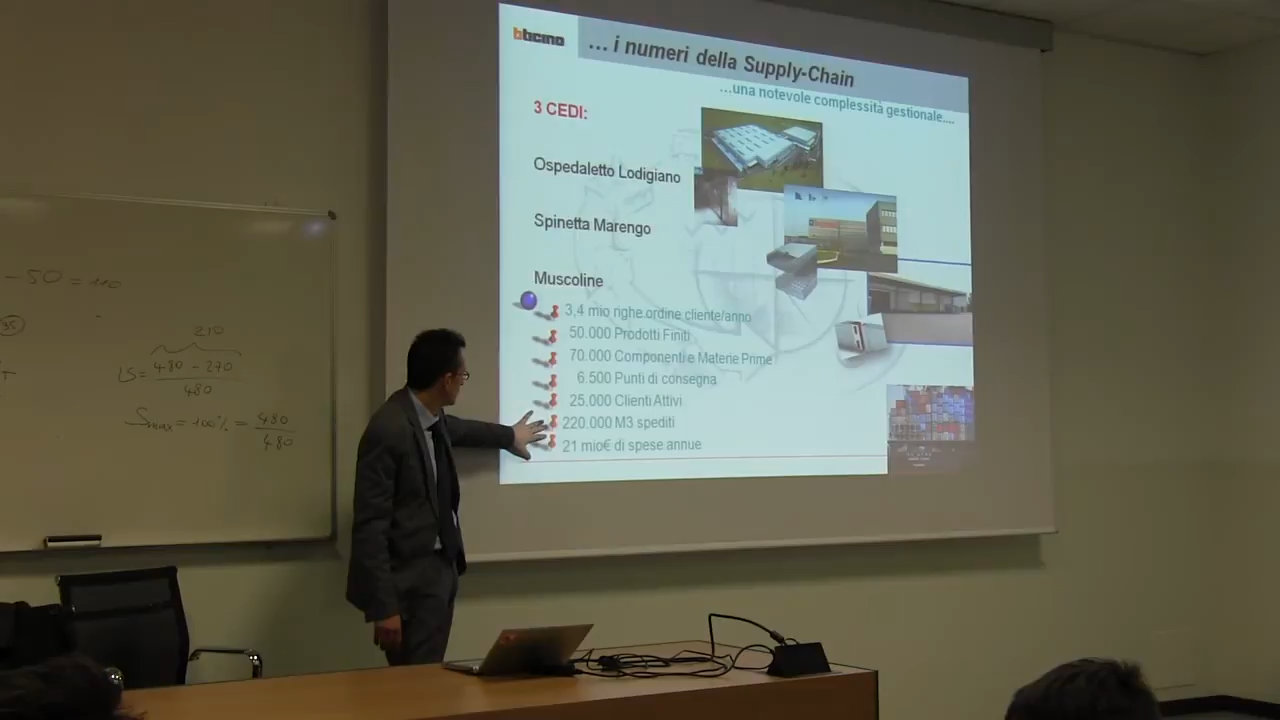 bticino
... i numeri della Supply-Chain
...una notevole complessità gestionale....
3 CEDI:
Ospedaletto Lodigiano
Spinetta Marengo
Muscoline
3,4 mio righe ordine cliente/anno
50.000 Prodotti Finiti
70.000 Componenti e Materie Prime
6.500 Punti di consegna
25.000 Clienti Attivi
220.000 M3 spediti
21 mio€ di spese annue
- 50 = 110
35
T
210
LS = 480 - 270
480
Smax = 100% = 480
480